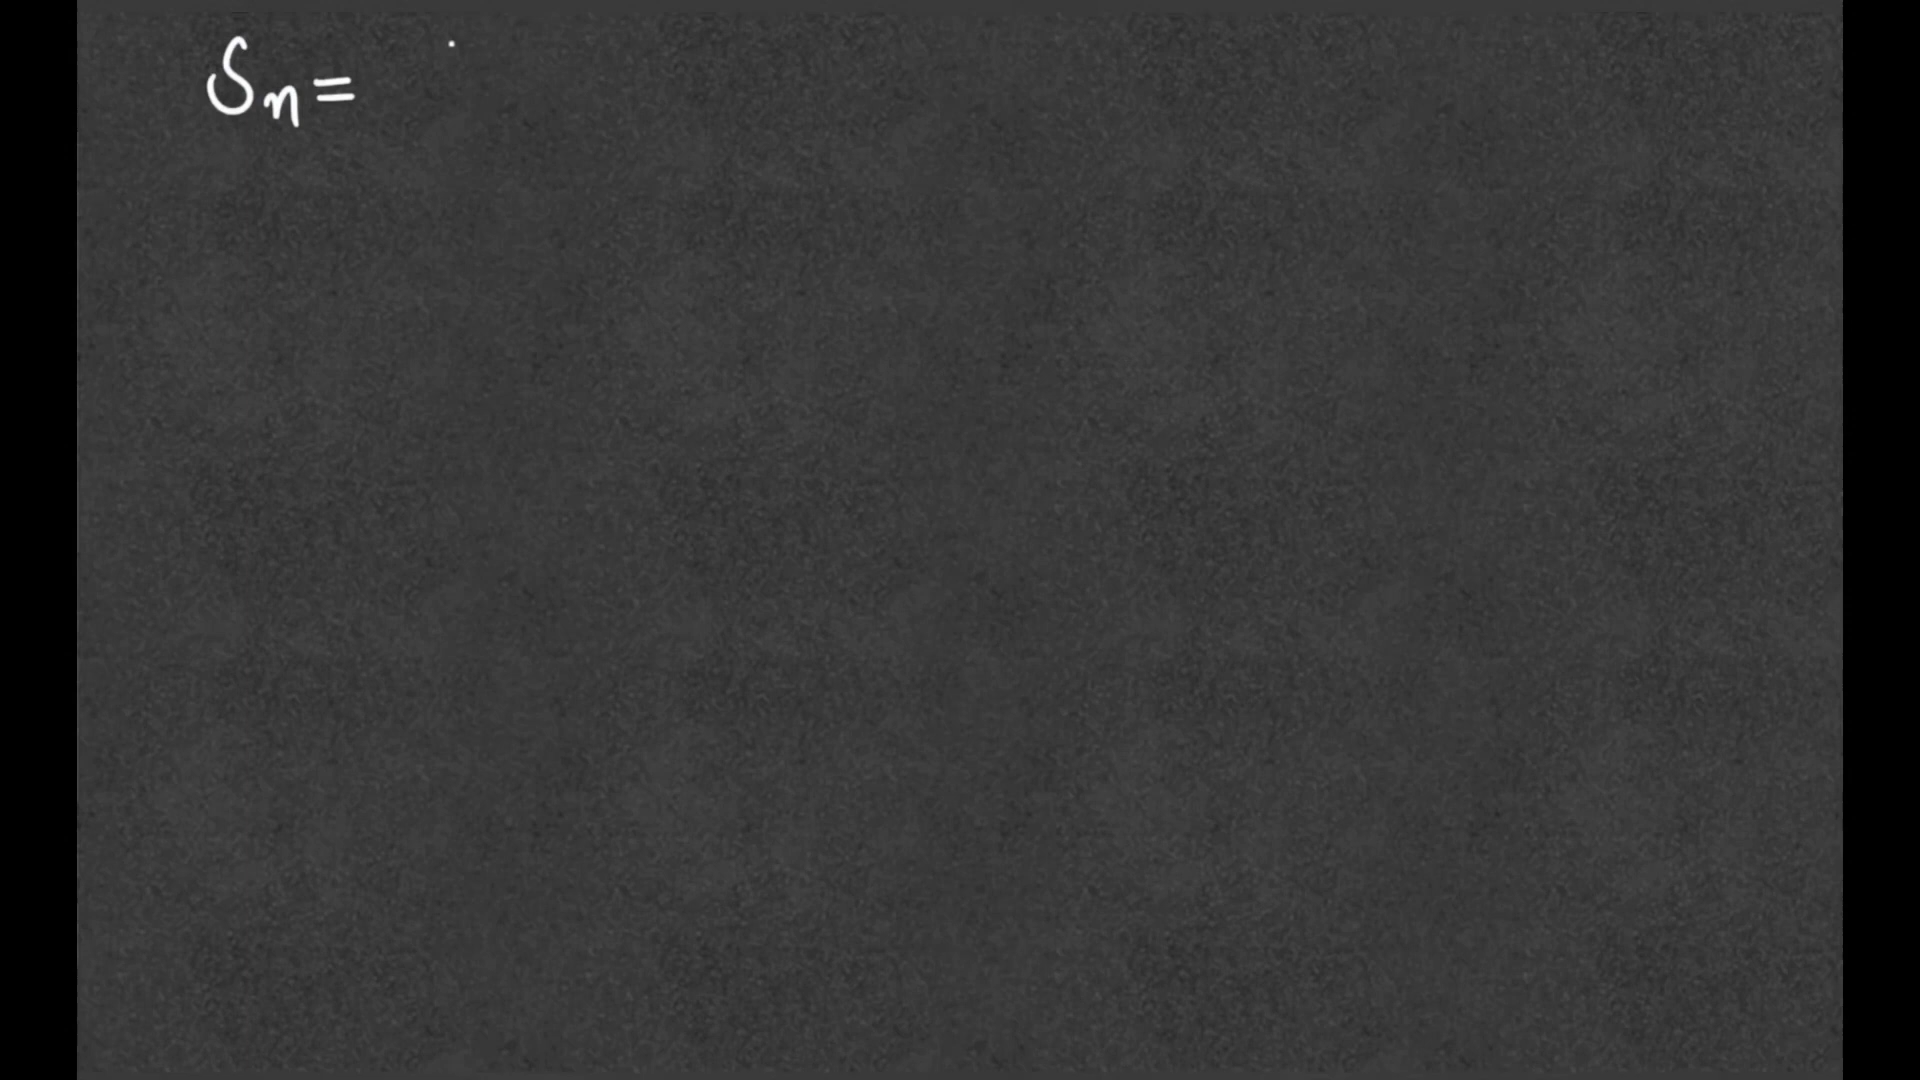 Sn =